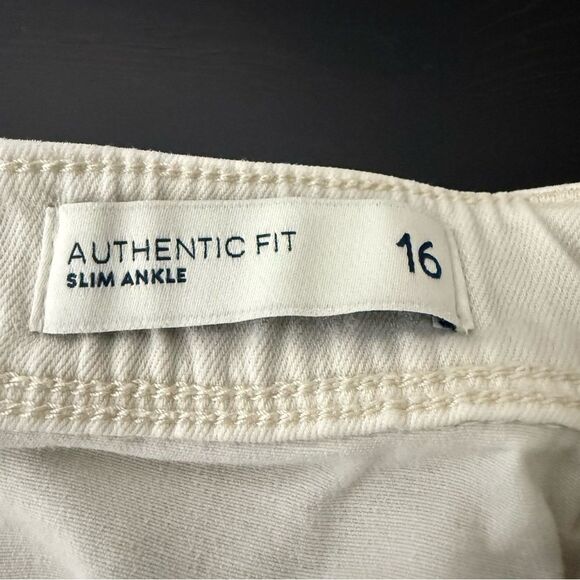 AUTHENTIC FIT 16
SLIM ANKLE